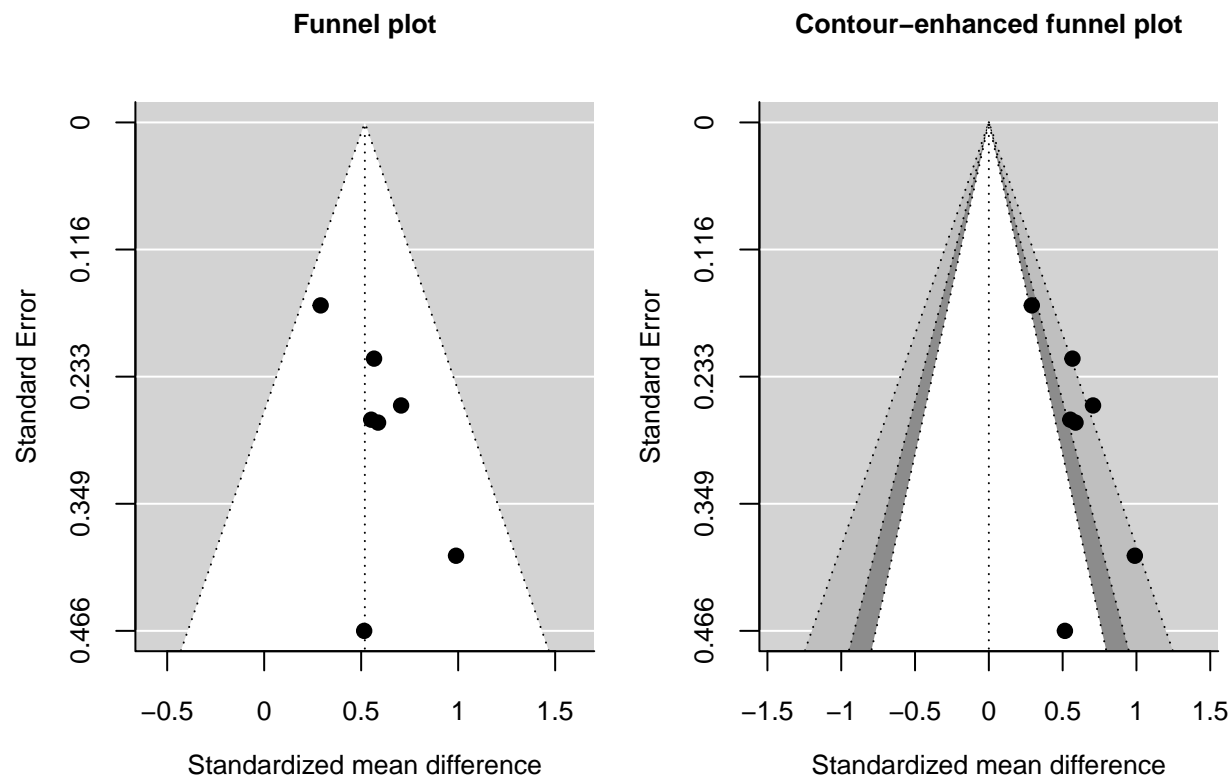 Funnel plot
Standard Error
0
0.116
0.233
0.349
0.466
−0.5 0 0.5 1 1.5
Standardized mean difference
Contour−enhanced funnel plot
Standard Error
0
0.116
0.233
0.349
0.466
−1.5 −1 −0.5 0 0.5 1 1.5
Standardized mean difference